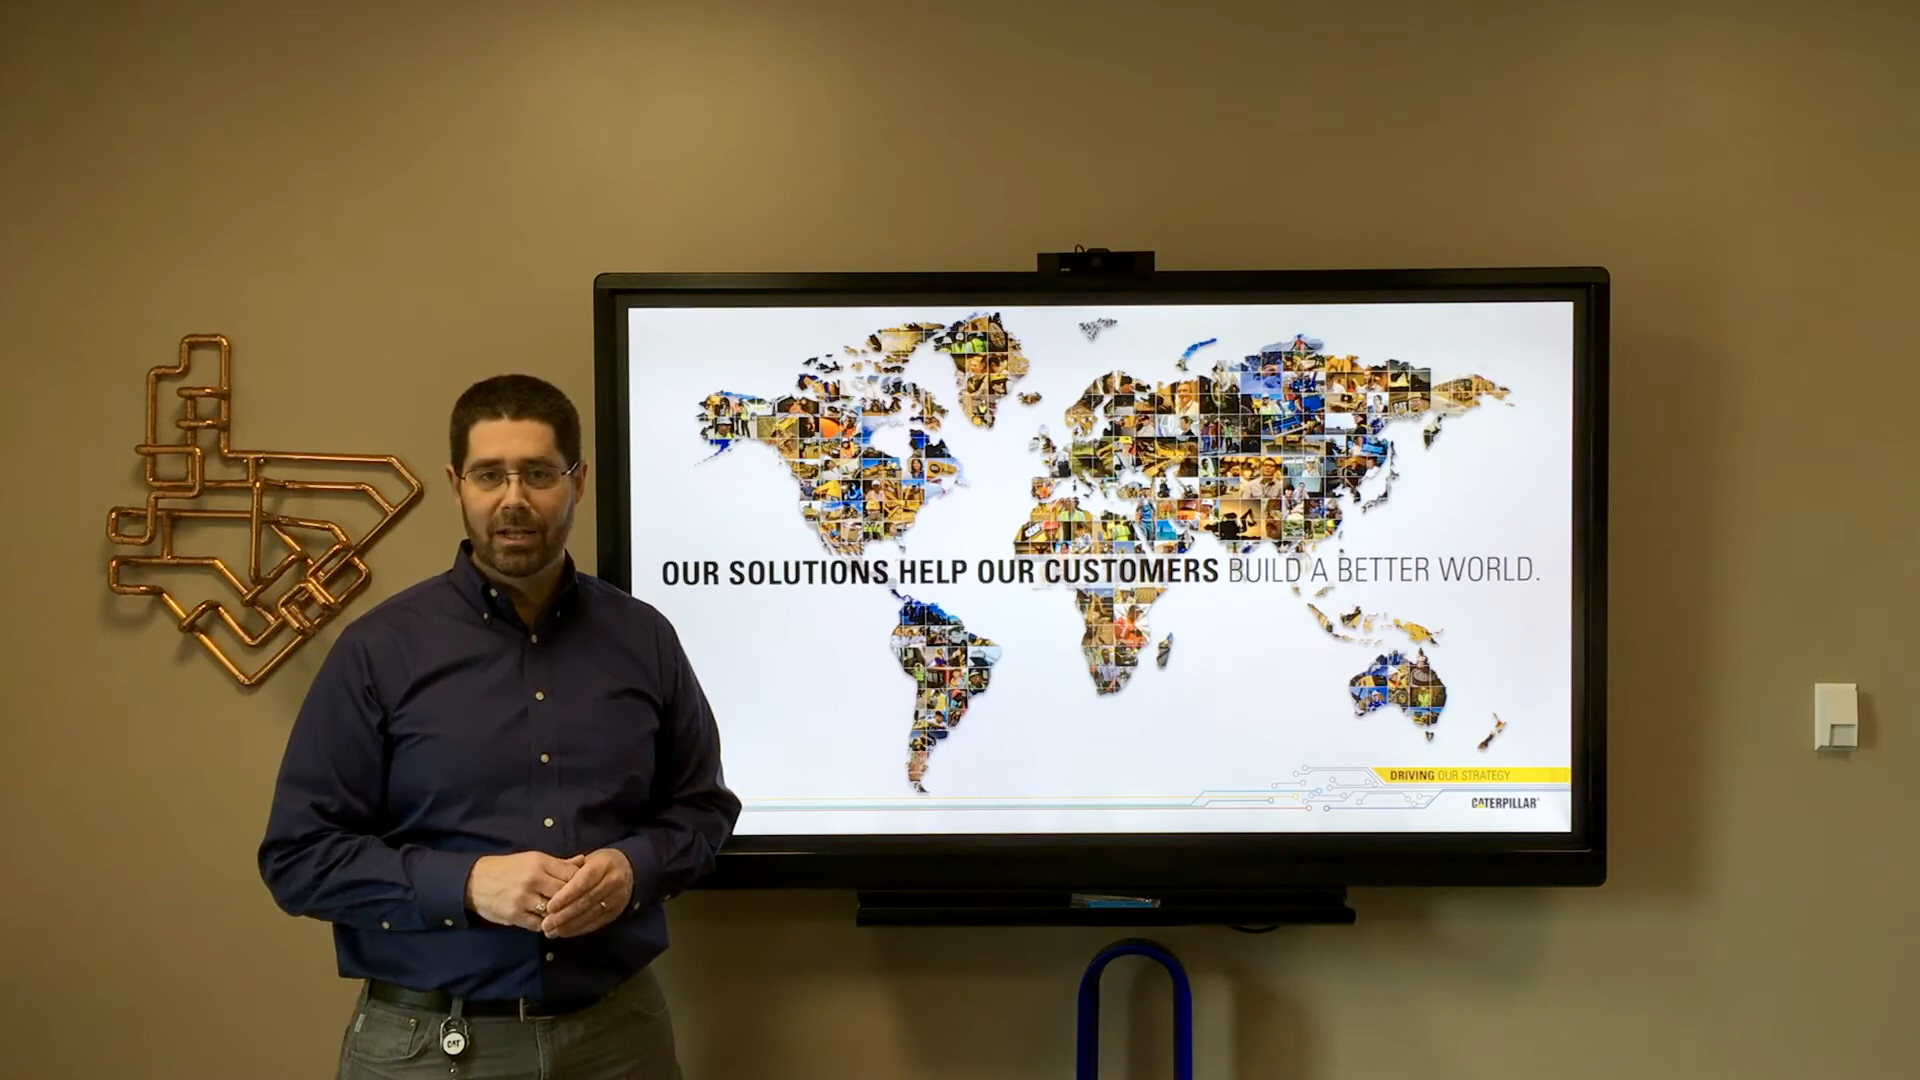 OUR SOLUTIONS HELP OUR CUSTOMERS BUILD A BETTER WORLD.
DRIVING OUR STRATEGY
CATERPILLAR®
CAT